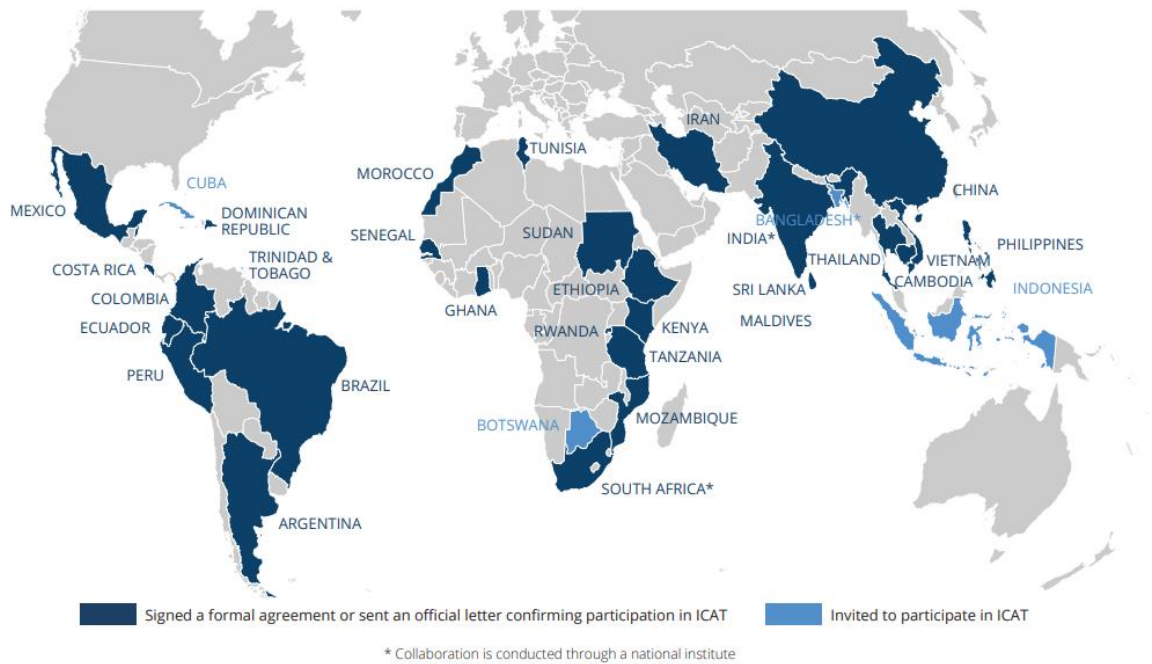 IRAN
TUNISIA
MOROCCO
CUBA
CHINA
MEXICO
DOMINICAN
REPUBLIC
BANGLADESH*
SENEGAL
SUDAN
INDIA*
PHILIPPINES
TRINIDAD &
TOBAGO
THAILAND
VIETNAM
COSTA RICA
CAMBODIA
ETHIOPIA
SRI LANKA
INDONESIA
COLOMBIA
GHANA
MALDIVES
ECUADOR
RWANDA
KENYA
TANZANIA
PERU
BRAZIL
BOTSWANA
MOZAMBIQUE
SOUTH AFRICA*
ARGENTINA
Signed a formal agreement or sent an official letter confirming participation in ICAT
Invited to participate in ICAT
* Collaboration is conducted through a national institute